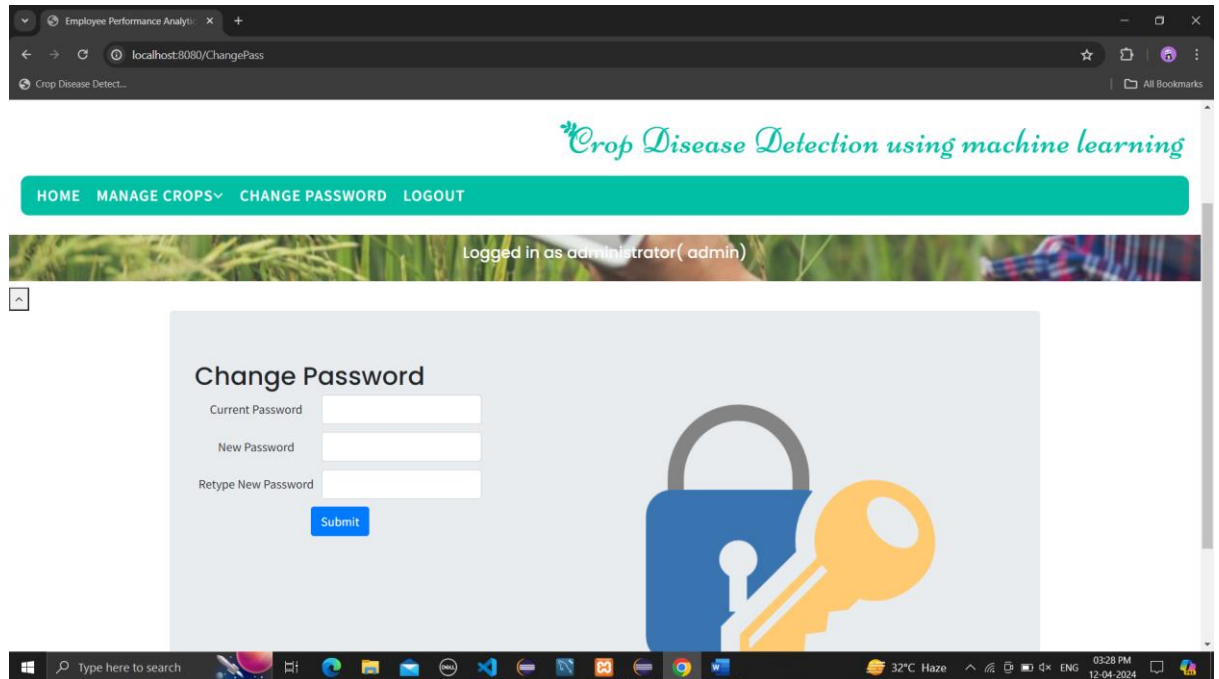 Employee Performance Analytic
localhost:8080/ChangePass
Crop Disease Detect...
All Bookmarks
Crop Disease Detection using machine learning
HOME MANAGE CROPS CHANGE PASSWORD LOGOUT
Logged in as administrator( admin)
Change Password
Current Password
New Password
Retype New Password
Submit
Type here to search
DELL
32°C Haze
ENG
03:28 PM
12-04-2024